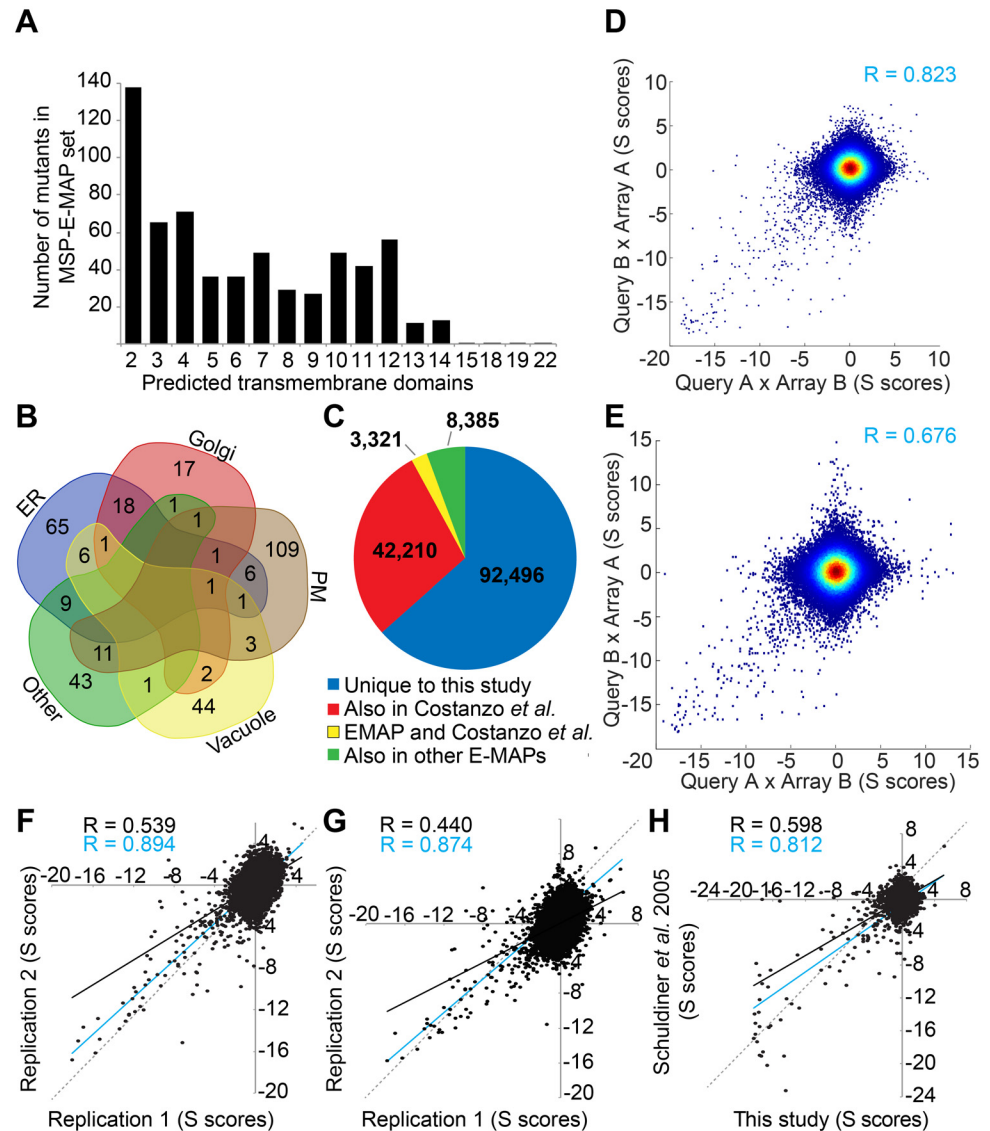 A
Number of mutants in
MSP-E-MAP set
140
120
100
80
60
40
20
2 3 4 5 6 7 8 9 10 11 12 13 14 15 18 19 22
Predicted transmembrane domains
B
Golgi
ER
PM
Other
Vacuole
17
18
1
1
65
109
6
1
1
6
1
1
9
3
11
2
43
1
44
C
8,385
3,321
42,210
92,496
Unique to this study
Also in Costanzo et al.
EMAP and Costanzo et al.
Also in other E-MAPs
D
R = 0.823
Query B x Array A (S scores)
10
5
0
-5
-10
-15
-20 -15 -10 -5 0 5 10
Query A x Array B (S scores)
E
R = 0.676
Query B x Array A (S scores)
15
10
5
0
-5
-10
-15
-20
-20 -15 -10 -5 0 5 10 15
Query A x Array B (S scores)
F
R = 0.539
R = 0.894
Replication 2 (S scores)
-20 -16 -12 -8 -4 4
4
-4
-8
-12
-16
-20
Replication 1 (S scores)
G
R = 0.440
R = 0.874
Replication 2 (S scores)
-20 -16 -12 -8 -4 4 8
8
4
-4
-8
-12
-16
-20
Replication 1 (S scores)
H
R = 0.598
R = 0.812
Schuldiner et al. 2005
(S scores)
-24 -20 -16 -12 -8 -4 4 8
8
4
-4
-8
-12
-16
-20
-24
This study (S scores)